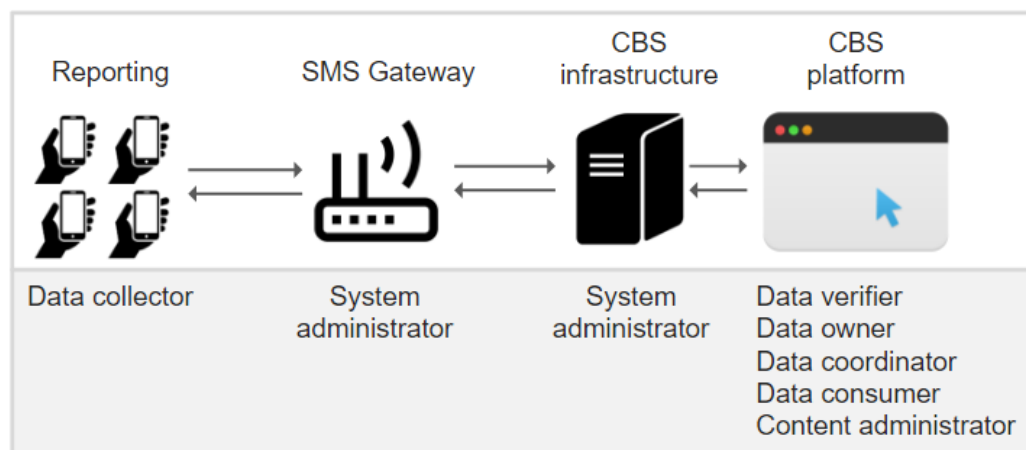 Reporting
SMS Gateway
CBS
infrastructure
CBS
platform
Data collector
System
administrator
System
administrator
Data verifier
Data owner
Data coordinator
Data consumer
Content administrator